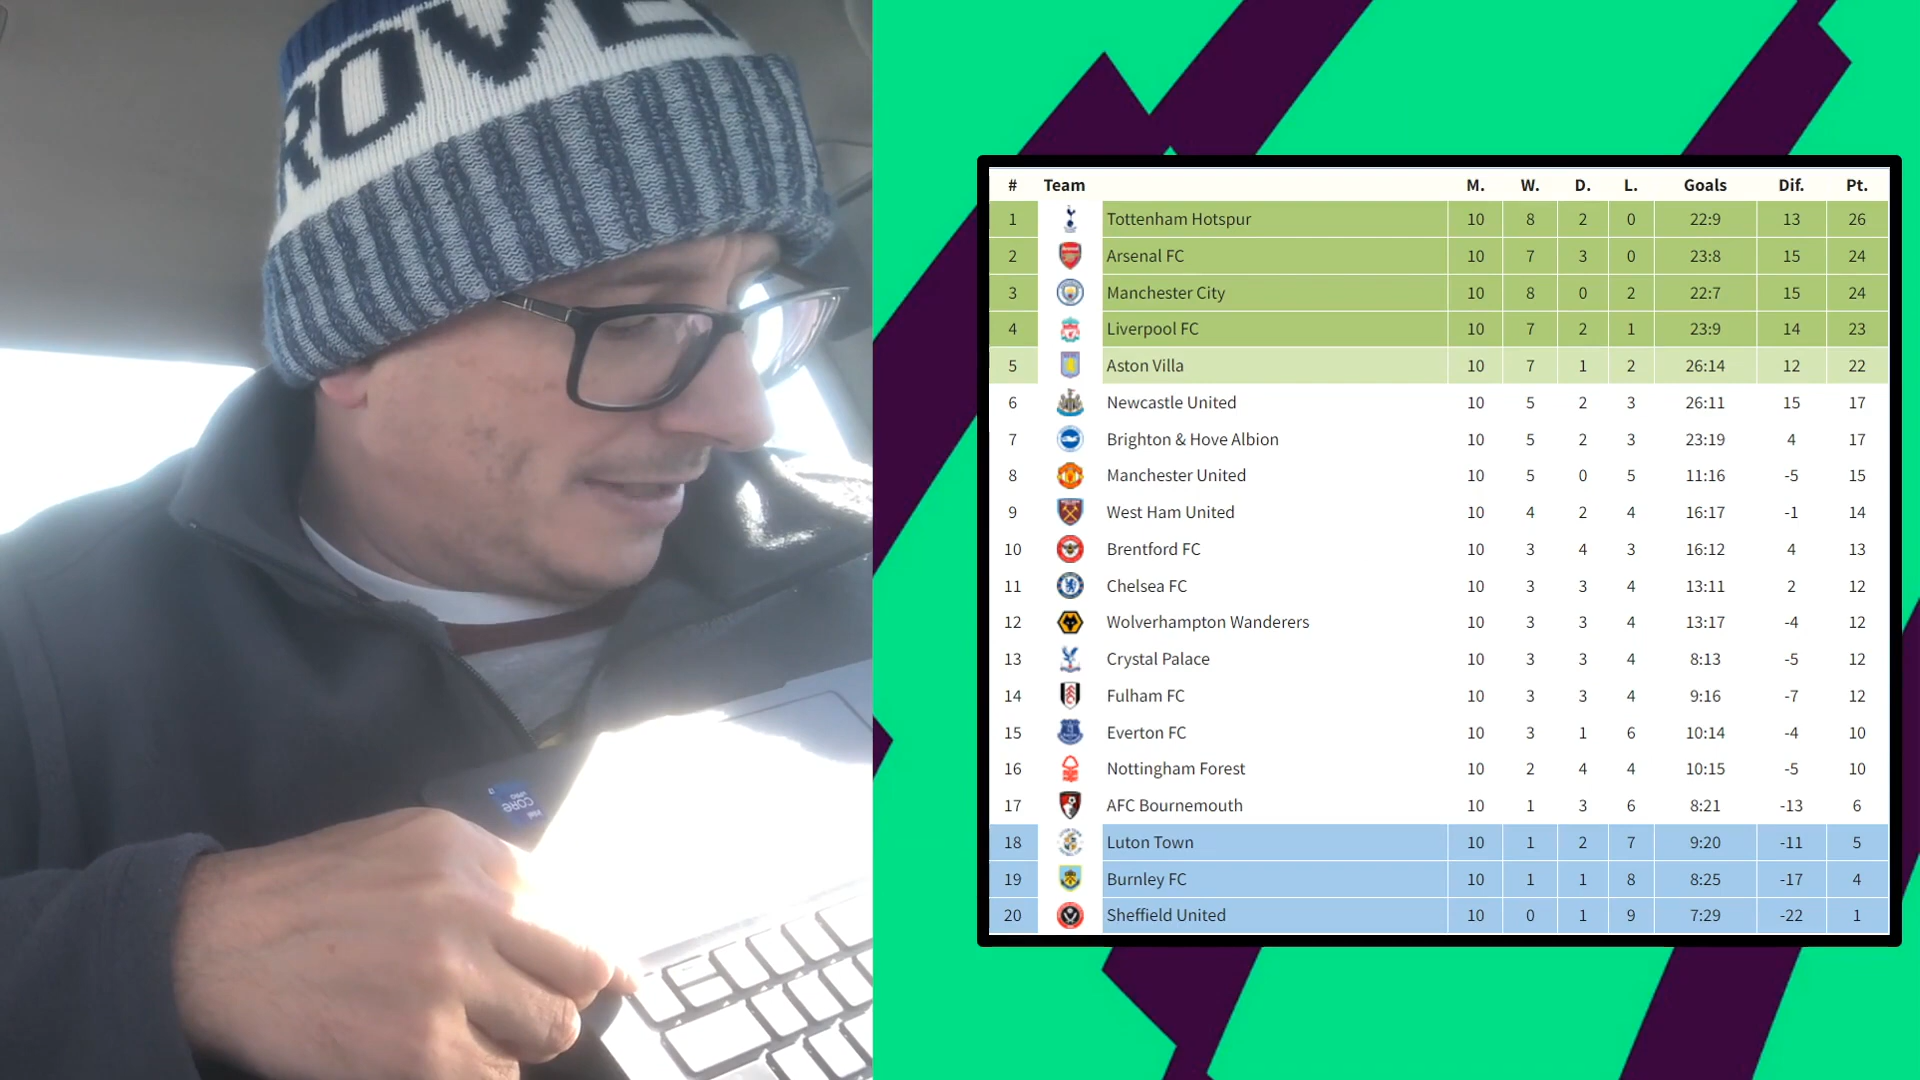 ROVE
intel
CORE
# Team M. W. D. L. Goals Dif. Pt.
1 Tottenham Hotspur 10 8 2 0 22:9 13 26
2 Arsenal FC 10 7 3 0 23:8 15 24
3 Manchester City 10 8 0 2 22:7 15 24
4 Liverpool FC 10 7 2 1 23:9 14 23
5 Aston Villa 10 7 1 2 26:14 12 22
6 Newcastle United 10 5 2 3 26:11 15 17
7 Brighton & Hove Albion 10 5 2 3 23:19 4 17
8 Manchester United 10 5 0 5 11:16 -5 15
9 West Ham United 10 4 2 4 16:17 -1 14
10 Brentford FC 10 3 4 3 16:12 4 13
11 Chelsea FC 10 3 3 4 13:11 2 12
12 Wolverhampton Wanderers 10 3 3 4 13:17 -4 12
13 Crystal Palace 10 3 3 4 8:13 -5 12
14 Fulham FC 10 3 3 4 9:16 -7 12
15 Everton FC 10 3 1 6 10:14 -4 10
16 Nottingham Forest 10 2 4 4 10:15 -5 10
17 AFC Bournemouth 10 1 3 6 8:21 -13 6
18 Luton Town 10 1 2 7 9:20 -11 5
19 Burnley FC 10 1 1 8 8:25 -17 4
20 Sheffield United 10 0 1 9 7:29 -22 1